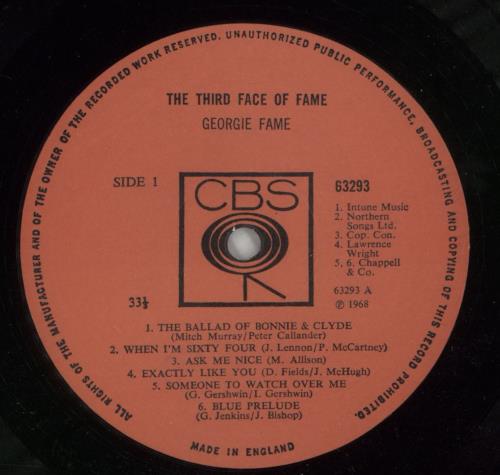 ALL RIGHTS OF THE MANUFACTURER AND OF THE OWNER OF THE RECORDED WORK RESERVED. UNAUTHORIZED PUBLIC PERFORMANCE, BROADCASTING AND COPYING OF THIS RECORD PROHIBITED.
THE THIRD FACE OF FAME
GEORGIE FAME
SIDE 1
CBS
63293
1. Intune Music
2. Northern
Songs Ltd.
3. Cop. Con.
4. Lawrence
Wright
5., 6. Chappell
& Co.
63293 A
33⅓
℗ 1968
1. THE BALLAD OF BONNIE & CLYDE
(Mitch Murray/Peter Callander)
2. WHEN I'M SIXTY FOUR (J. Lennon/P. McCartney)
3. ASK ME NICE (M. Allison)
4. EXACTLY LIKE YOU (D. Fields/J. McHugh)
5. SOMEONE TO WATCH OVER ME
(G. Gershwin/I. Gershwin)
6. BLUE PRELUDE
(G. Jenkins/J. Bishop)
MADE IN ENGLAND